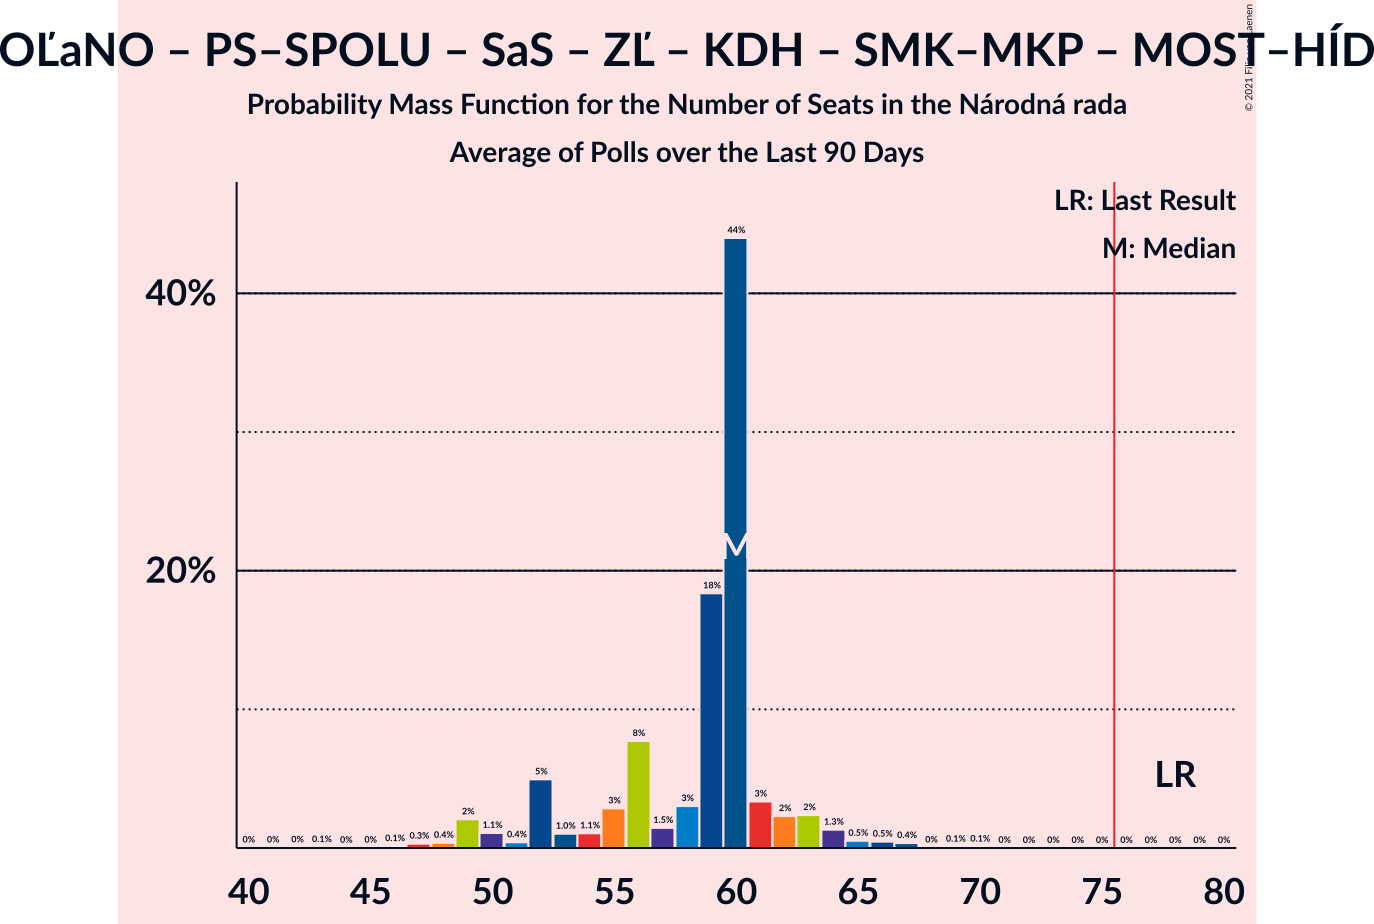 OĽaNO – PS–SPOLU – SaS – ZĽ – KDH – SMK–MKP – MOST–HÍD
Probability Mass Function for the Number of Seats in the Národná rada
Average of Polls over the Last 90 Days
© 2021
LR: Last Result
M: Median
44%
40%
M
20%
18%
8%
LR
5%
3% 3% 3%
2% 1.1% 0.4% 1.0% 1.1% 1.5% 2% 2% 1.3%
0% 0% 0% 0.1% 0% 0% 0.1% 0.3% 0.4% 0.5% 0.5% 0.4% 0% 0.1% 0.1% 0% 0% 0% 0% 0% 0% 0% 0% 0% 0%
40 45 50 55 60 65 70 75 80